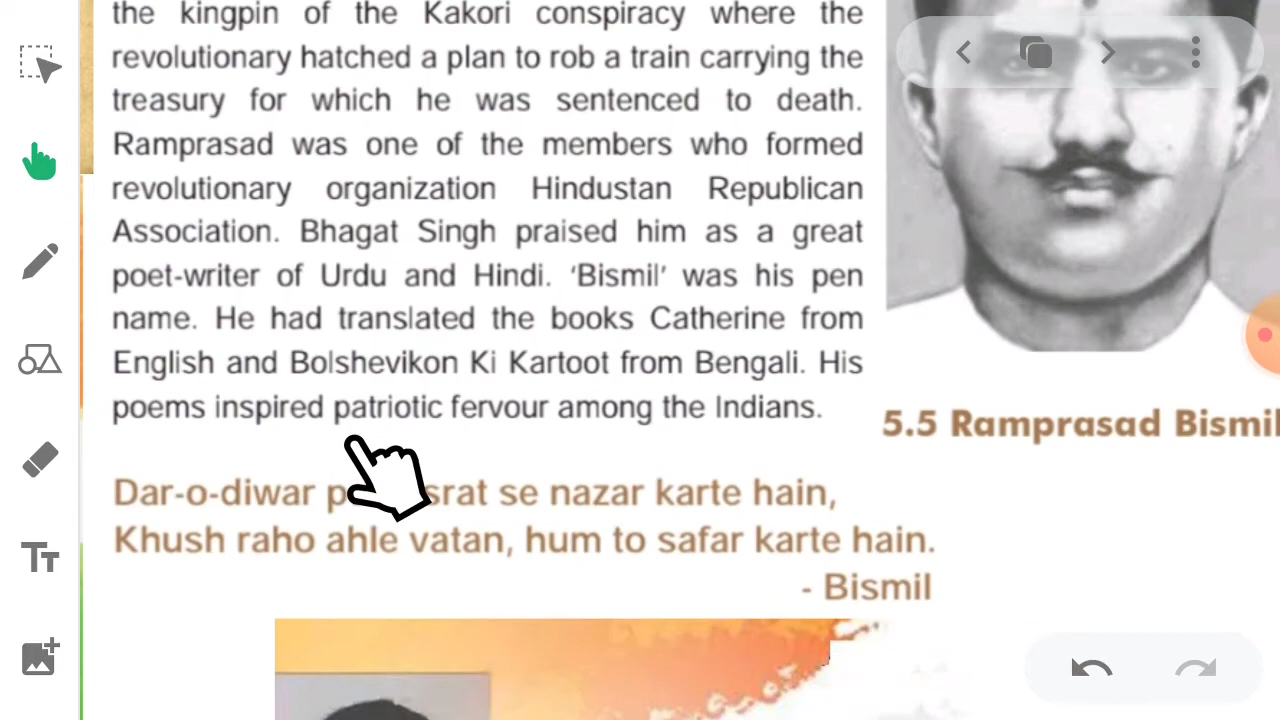 the kingpin of the Kakori conspiracy where the
revolutionary hatched a plan to rob a train carrying the
treasury for which he was sentenced to death.
Ramprasad was one of the members who formed
revolutionary organization Hindustan Republican
Association. Bhagat Singh praised him as a great
poet-writer of Urdu and Hindi. 'Bismil' was his pen
name. He had translated the books Catherine from
English and Bolshevikon Ki Kartoot from Bengali. His
poems inspired patriotic fervour among the Indians.
5.5 Ramprasad Bismil
Dar-o-diwar se nazar karte hain,
Khush raho ahle vatan, hum to safar karte hain.
- Bismil
TT